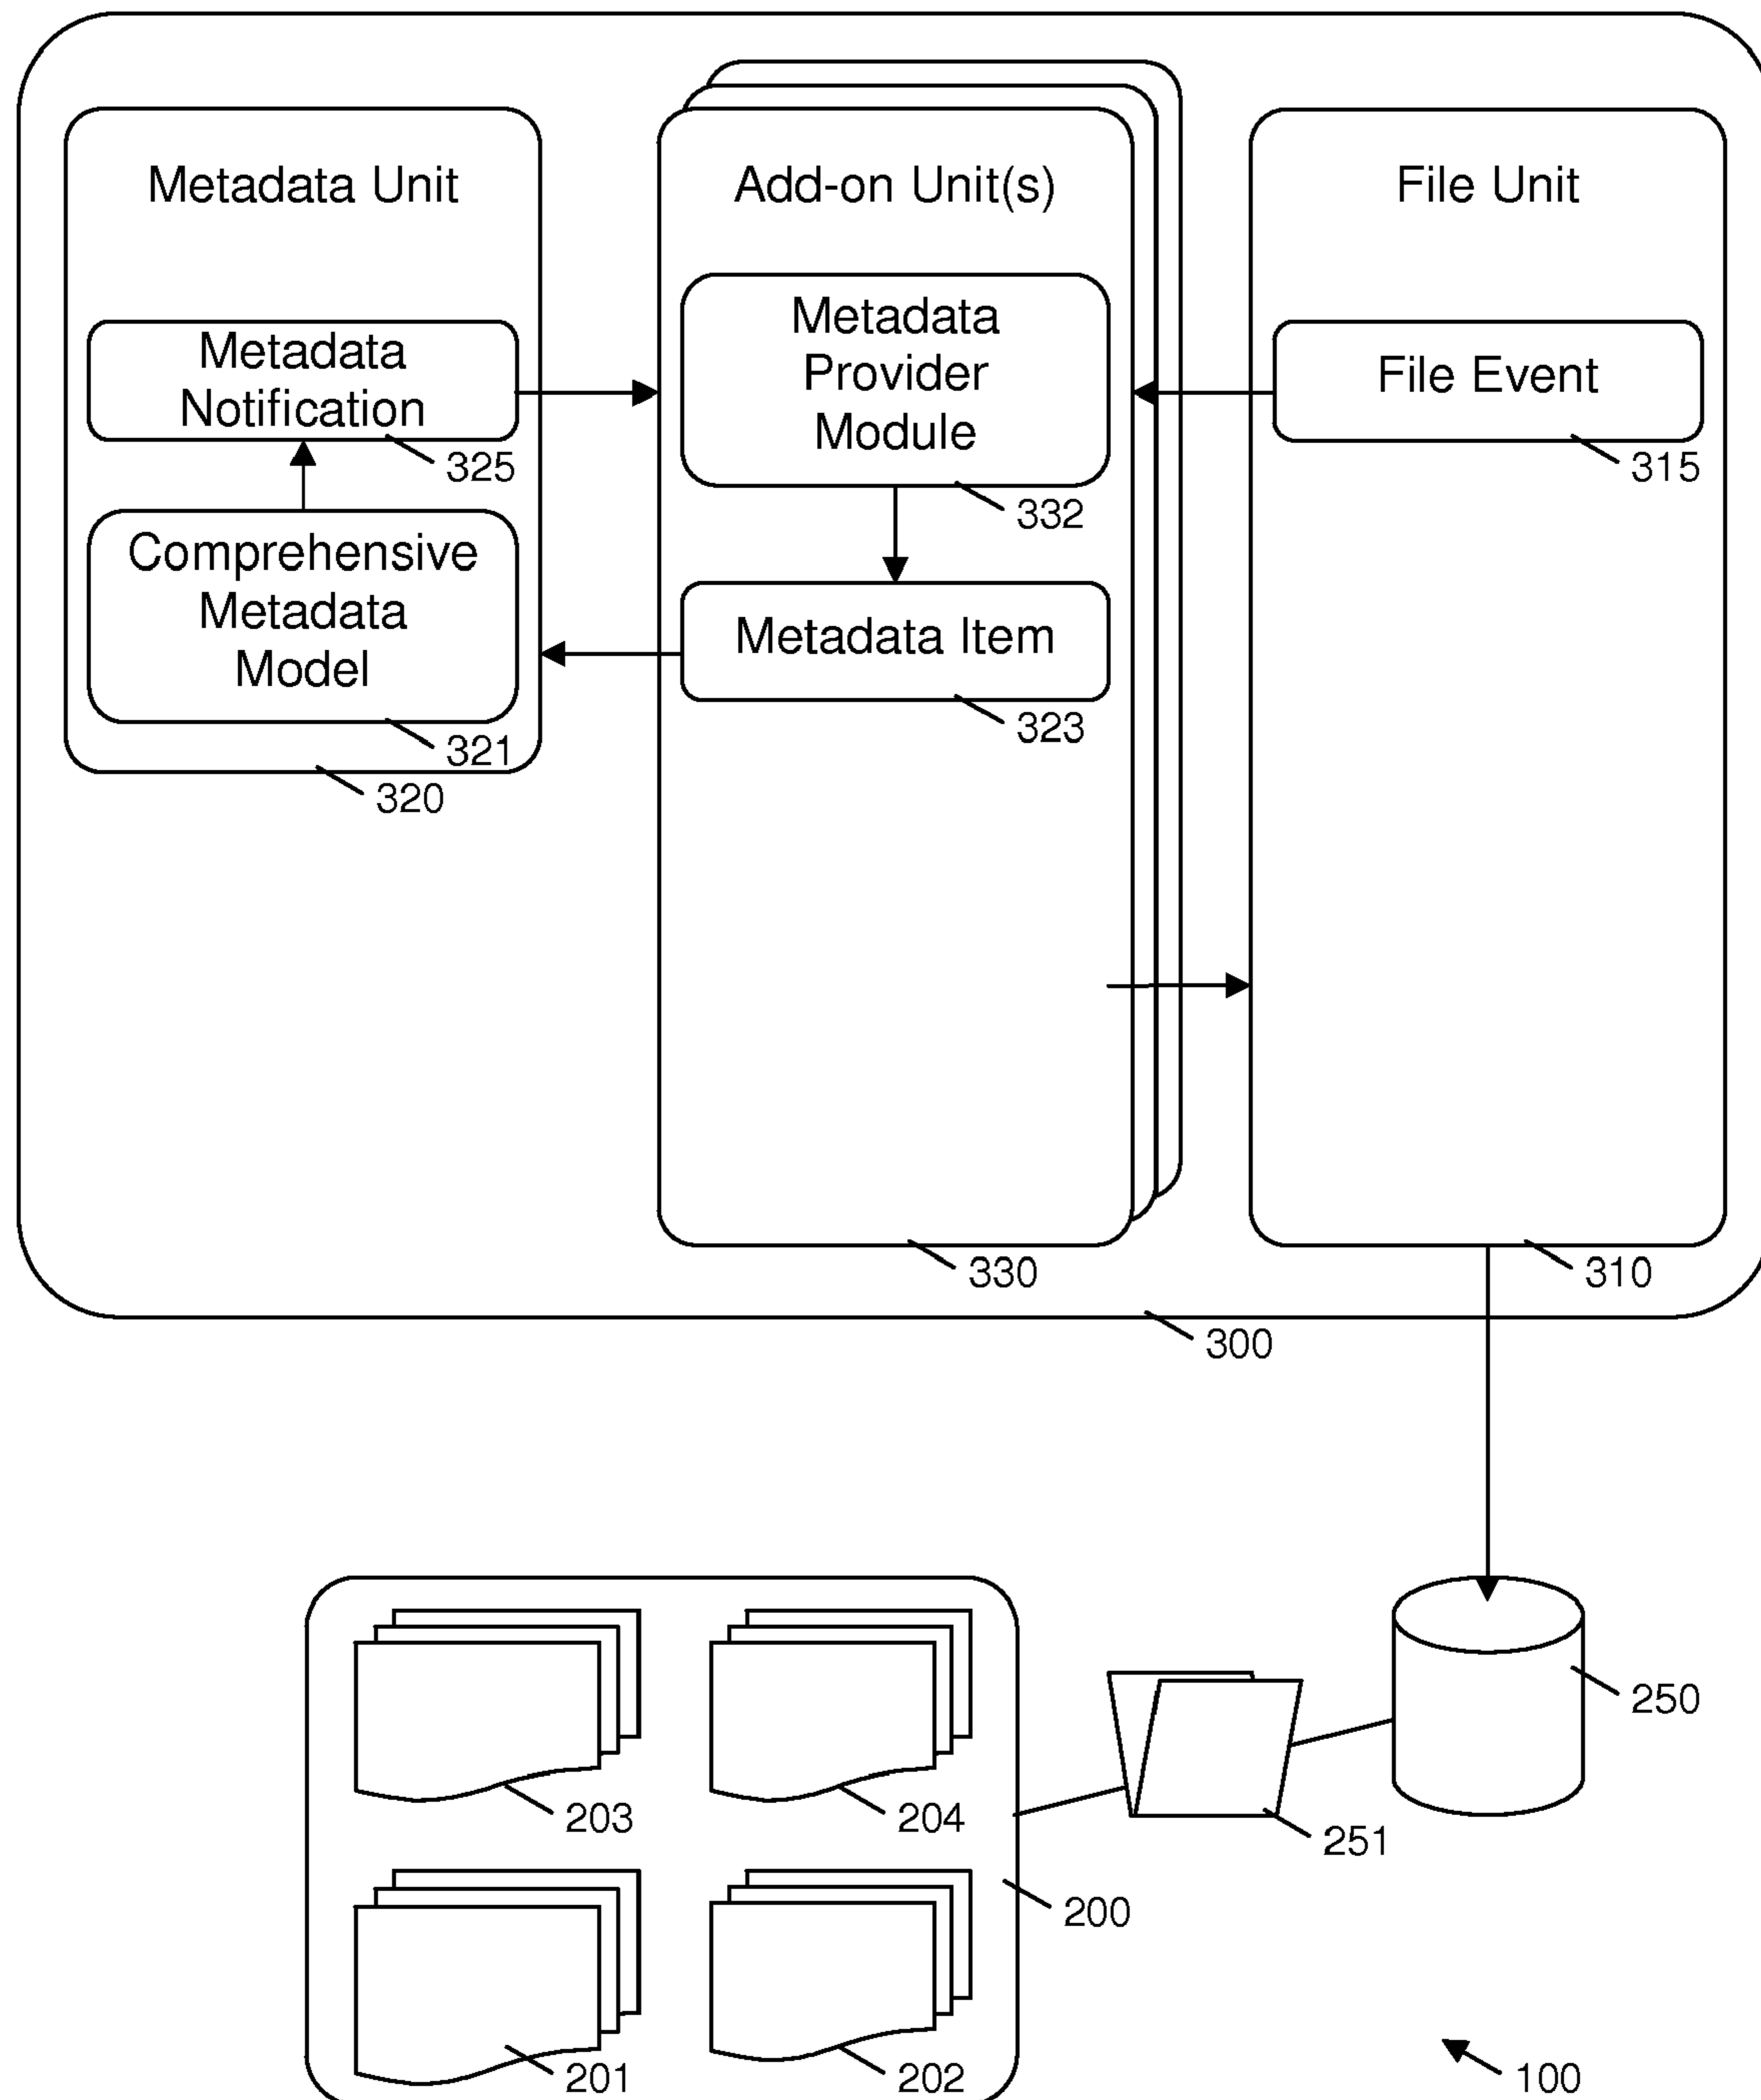 Metadata Unit
Add-on Unit(s)
File Unit
Metadata
Notification
325
Metadata
Provider
Module
332
File Event
315
Comprehensive
Metadata
Model
321
Metadata Item
323
320
330
310
300
203
204
251
250
200
201
202
100